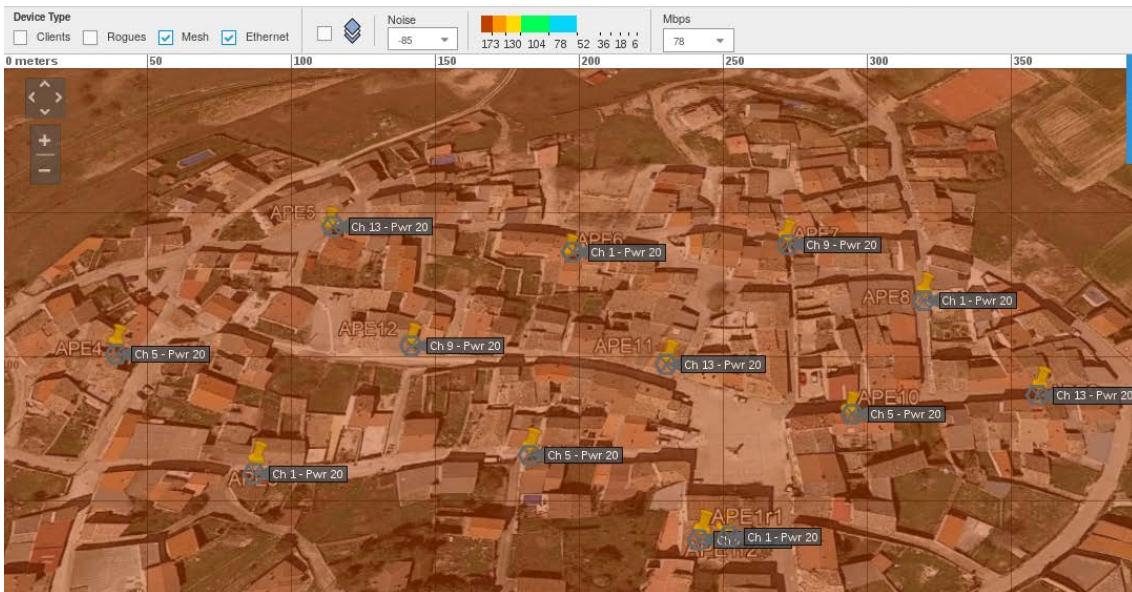 Device Type
Clients Rogues Mesh Ethernet
Noise
-85
173 130 104 78 52 36 18 6
Mbps
78
0 meters 50 100 150 200 250 300 350
APE5
Ch 13 - Pwr 20
APE6
Ch 1 - Pwr 20
APE7
Ch 9 - Pwr 20
APE8
Ch 1 - Pwr 20
APE4
Ch 5 - Pwr 20
APE12
Ch 9 - Pwr 20
APE11
Ch 13 - Pwr 20
APE10
Ch 5 - Pwr 20
Ch 13 - Pwr 20
Ch 1 - Pwr 20
Ch 5 - Pwr 20
APE1r1
Ch 1 - Pwr 20